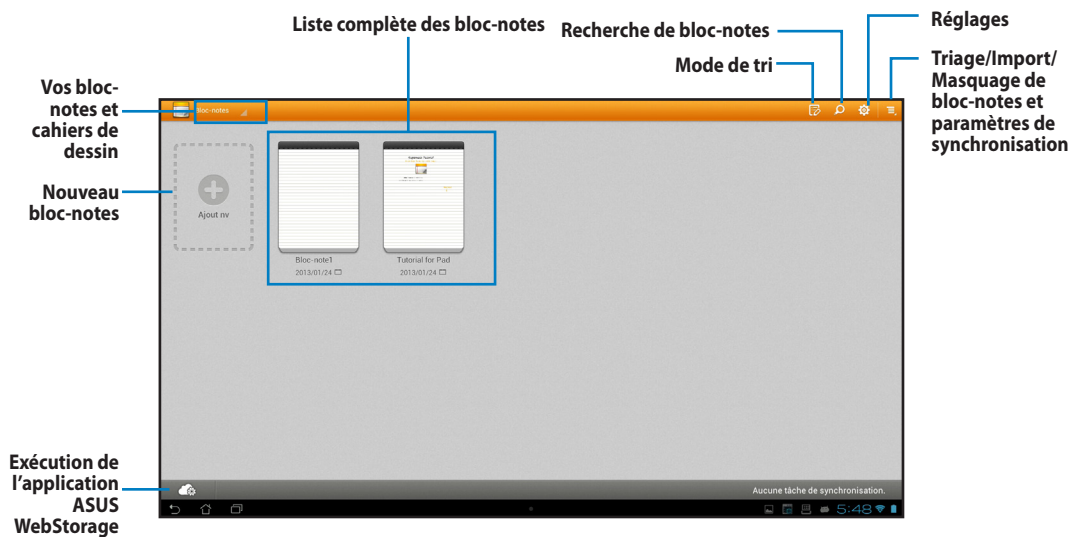 Liste complète des bloc-notes
Recherche de bloc-notes
Réglages
Mode de tri
Triage/Import/
Masquage de
bloc-notes et
paramètres de
synchronisation
Vos bloc-
notes et
cahiers de
dessin
Bloc-notes
Nouveau
bloc-notes
Ajout nv
Bloc-note1
2013/01/24
Tutorial for Pad
2013/01/24
Exécution de
l'application
ASUS
WebStorage
Aucune tâche de synchronisation.
5:48